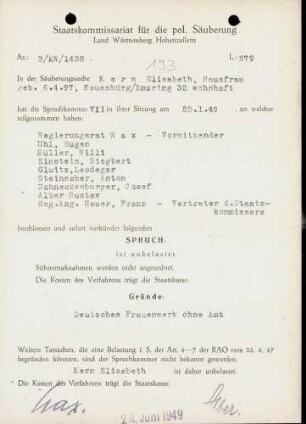 Staatskommissariat für die pol. Säuberung
Land Württemberg Hohenzollern
Az: 3/KW/1438
L: 279
193
In der Säuberungssache Kern Elisabeth, Hausfrau
geb. 6.4.97, Neuenbürg/Enzring 32 wohnhaft
hat die Spruchkammer VII in ihrer Sitzung am 25.1.49 an welcher
teilgenommen haben:
Regierungsrat Wax - Vorsitzender
Uhl, Eugen
Müller, Willi
Einstein, Siegbert
Gluitz, Leodegar
Steinacher, Anton
Schneckenburger, Josef
Alber Gustav
Reg.Ang. Heuer, Franz - Vertreter d.Staats-
kommissars
beschlossen und sofort verkündet folgenden
SPRUCH
ist unbelastet
Sühnemaßnahmen werden nicht angeordnet.
Die Kosten des Verfahrens trägt die Staatskasse.
Gründe:
Deutsches Frauenwerk ohne Amt
Weitere Tatsachen, die eine Belastung i. S. der Art. 4-7 der RAO vom 25. 4. 47
begründen könnten, sind der Spruchkammer nicht bekannt geworden.
Kern Elisabeth ist daher unbelastet.
Die Kosten des Verfahrens trägt die Staatskasse.
Wax.
24. Juni 1949